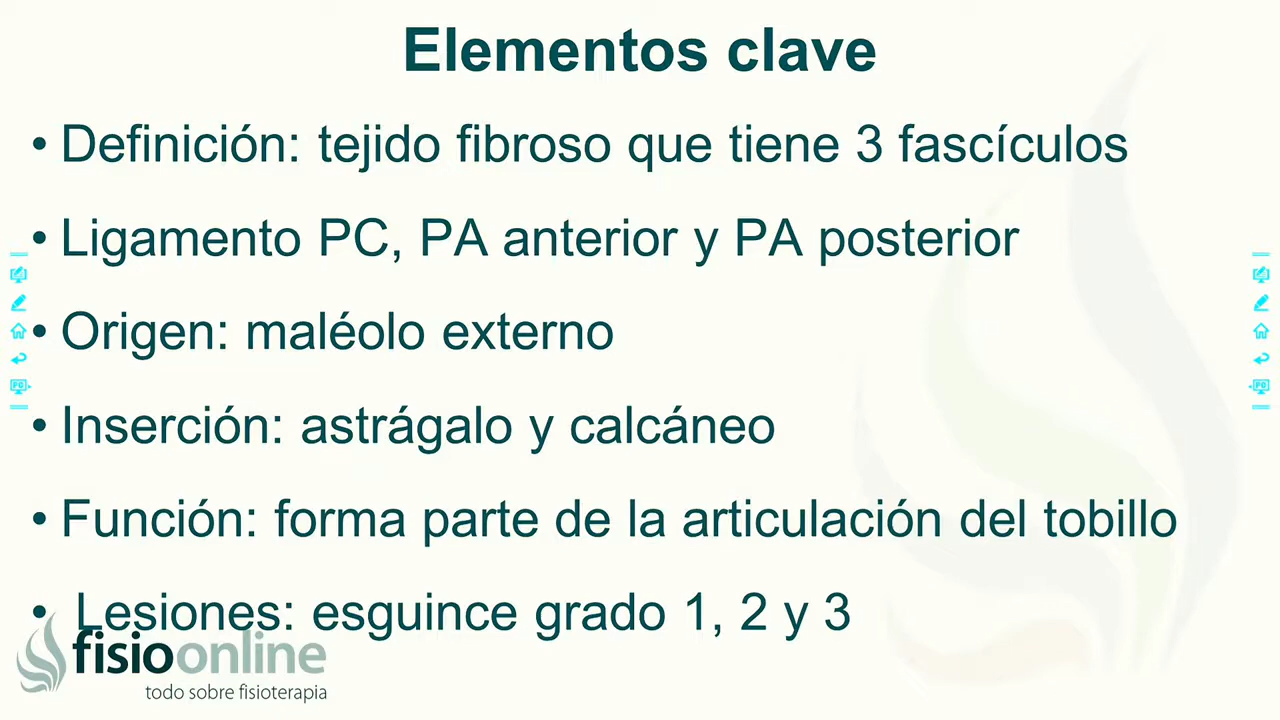 Elementos clave
• Definición: tejido fibroso que tiene 3 fascículos
• Ligamento PC, PA anterior y PA posterior
• Origen: maléolo externo
• Inserción: astrágalo y calcáneo
• Función: forma parte de la articulación del tobillo
• Lesiones: esguince grado 1, 2 y 3
fisioonline
todo sobre fisioterapia